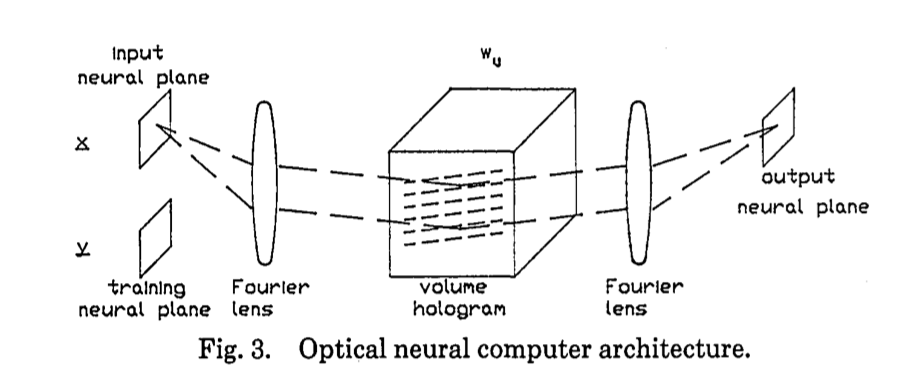 Input
neural plane
Wij
x
y
output
neural plane
training
neural plane
Fourier
lens
volume
hologram
Fourier
lens
Fig. 3. Optical neural computer architecture.